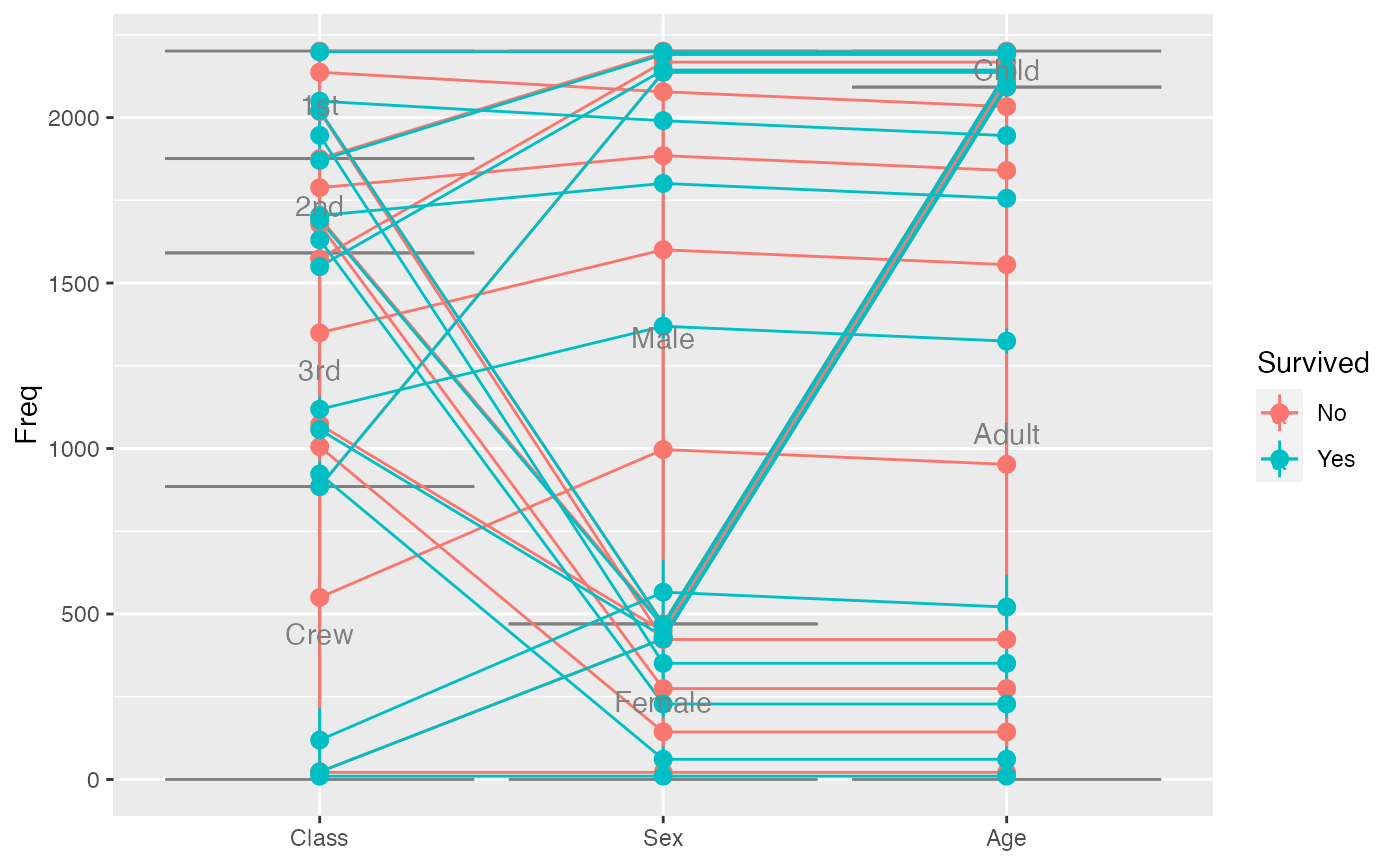 Freq
2000
1500
1000
500
0
1st
2nd
3rd
Crew
Male
Female
Child
Adult
Class
Sex
Age
Survived
No
Yes